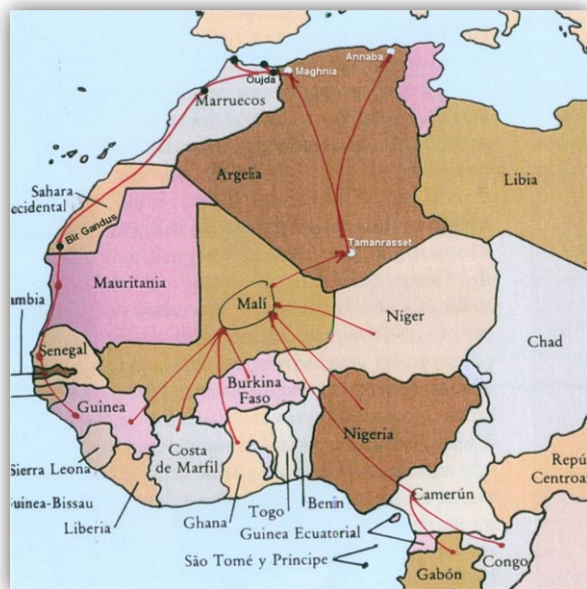 Annaba
Maghnia
Oujda
Marruecos
Argelia
Libia
Sahara
ccidental
Bir Gandus
Tamanrasset
Mauritania
Malí
Níger
Chad
ambia
Senegal
Guinea
Burkina
Faso
Nigeria
Sierra Leona
Costa
de Marfil
Repú
Centroa
Camerún
Guinea-Bissau
Liberia
Ghana
Togo
Benin
Guinea Ecuatorial
São Tomé y Príncipe
Gabón
Congo